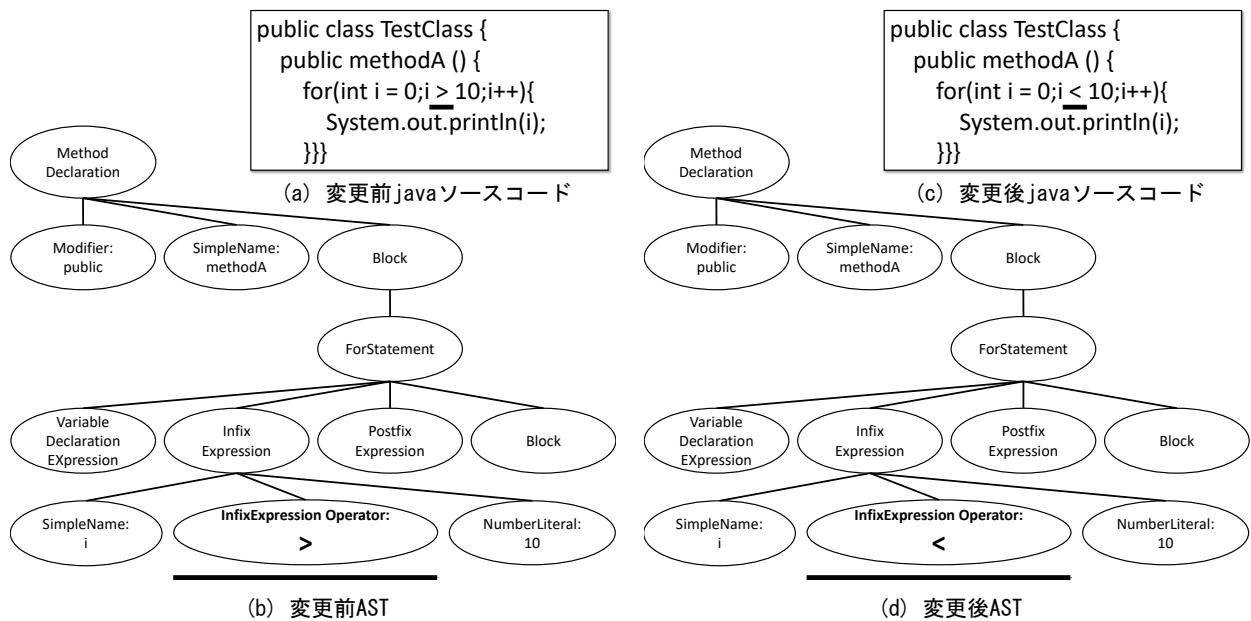 public class TestClass {
public methodA () {
for(int i = 0;i > 10;i++){
System.out.println(i);
}}}
(a) 変更前javaソースコード
Method
Declaration
Modifier:
public
SimpleName:
methodA
Block
ForStatement
Variable
Declaration
EXpression
Infix
Expression
Postfix
Expression
Block
SimpleName:
i
InfixExpression Operator:
>
NumberLiteral:
10
(b) 変更前AST
public class TestClass {
public methodA () {
for(int i = 0;i < 10;i++){
System.out.println(i);
}}}
(c) 変更後javaソースコード
Method
Declaration
Modifier:
public
SimpleName:
methodA
Block
ForStatement
Variable
Declaration
EXpression
Infix
Expression
Postfix
Expression
Block
SimpleName:
i
InfixExpression Operator:
<
NumberLiteral:
10
(d) 変更後AST